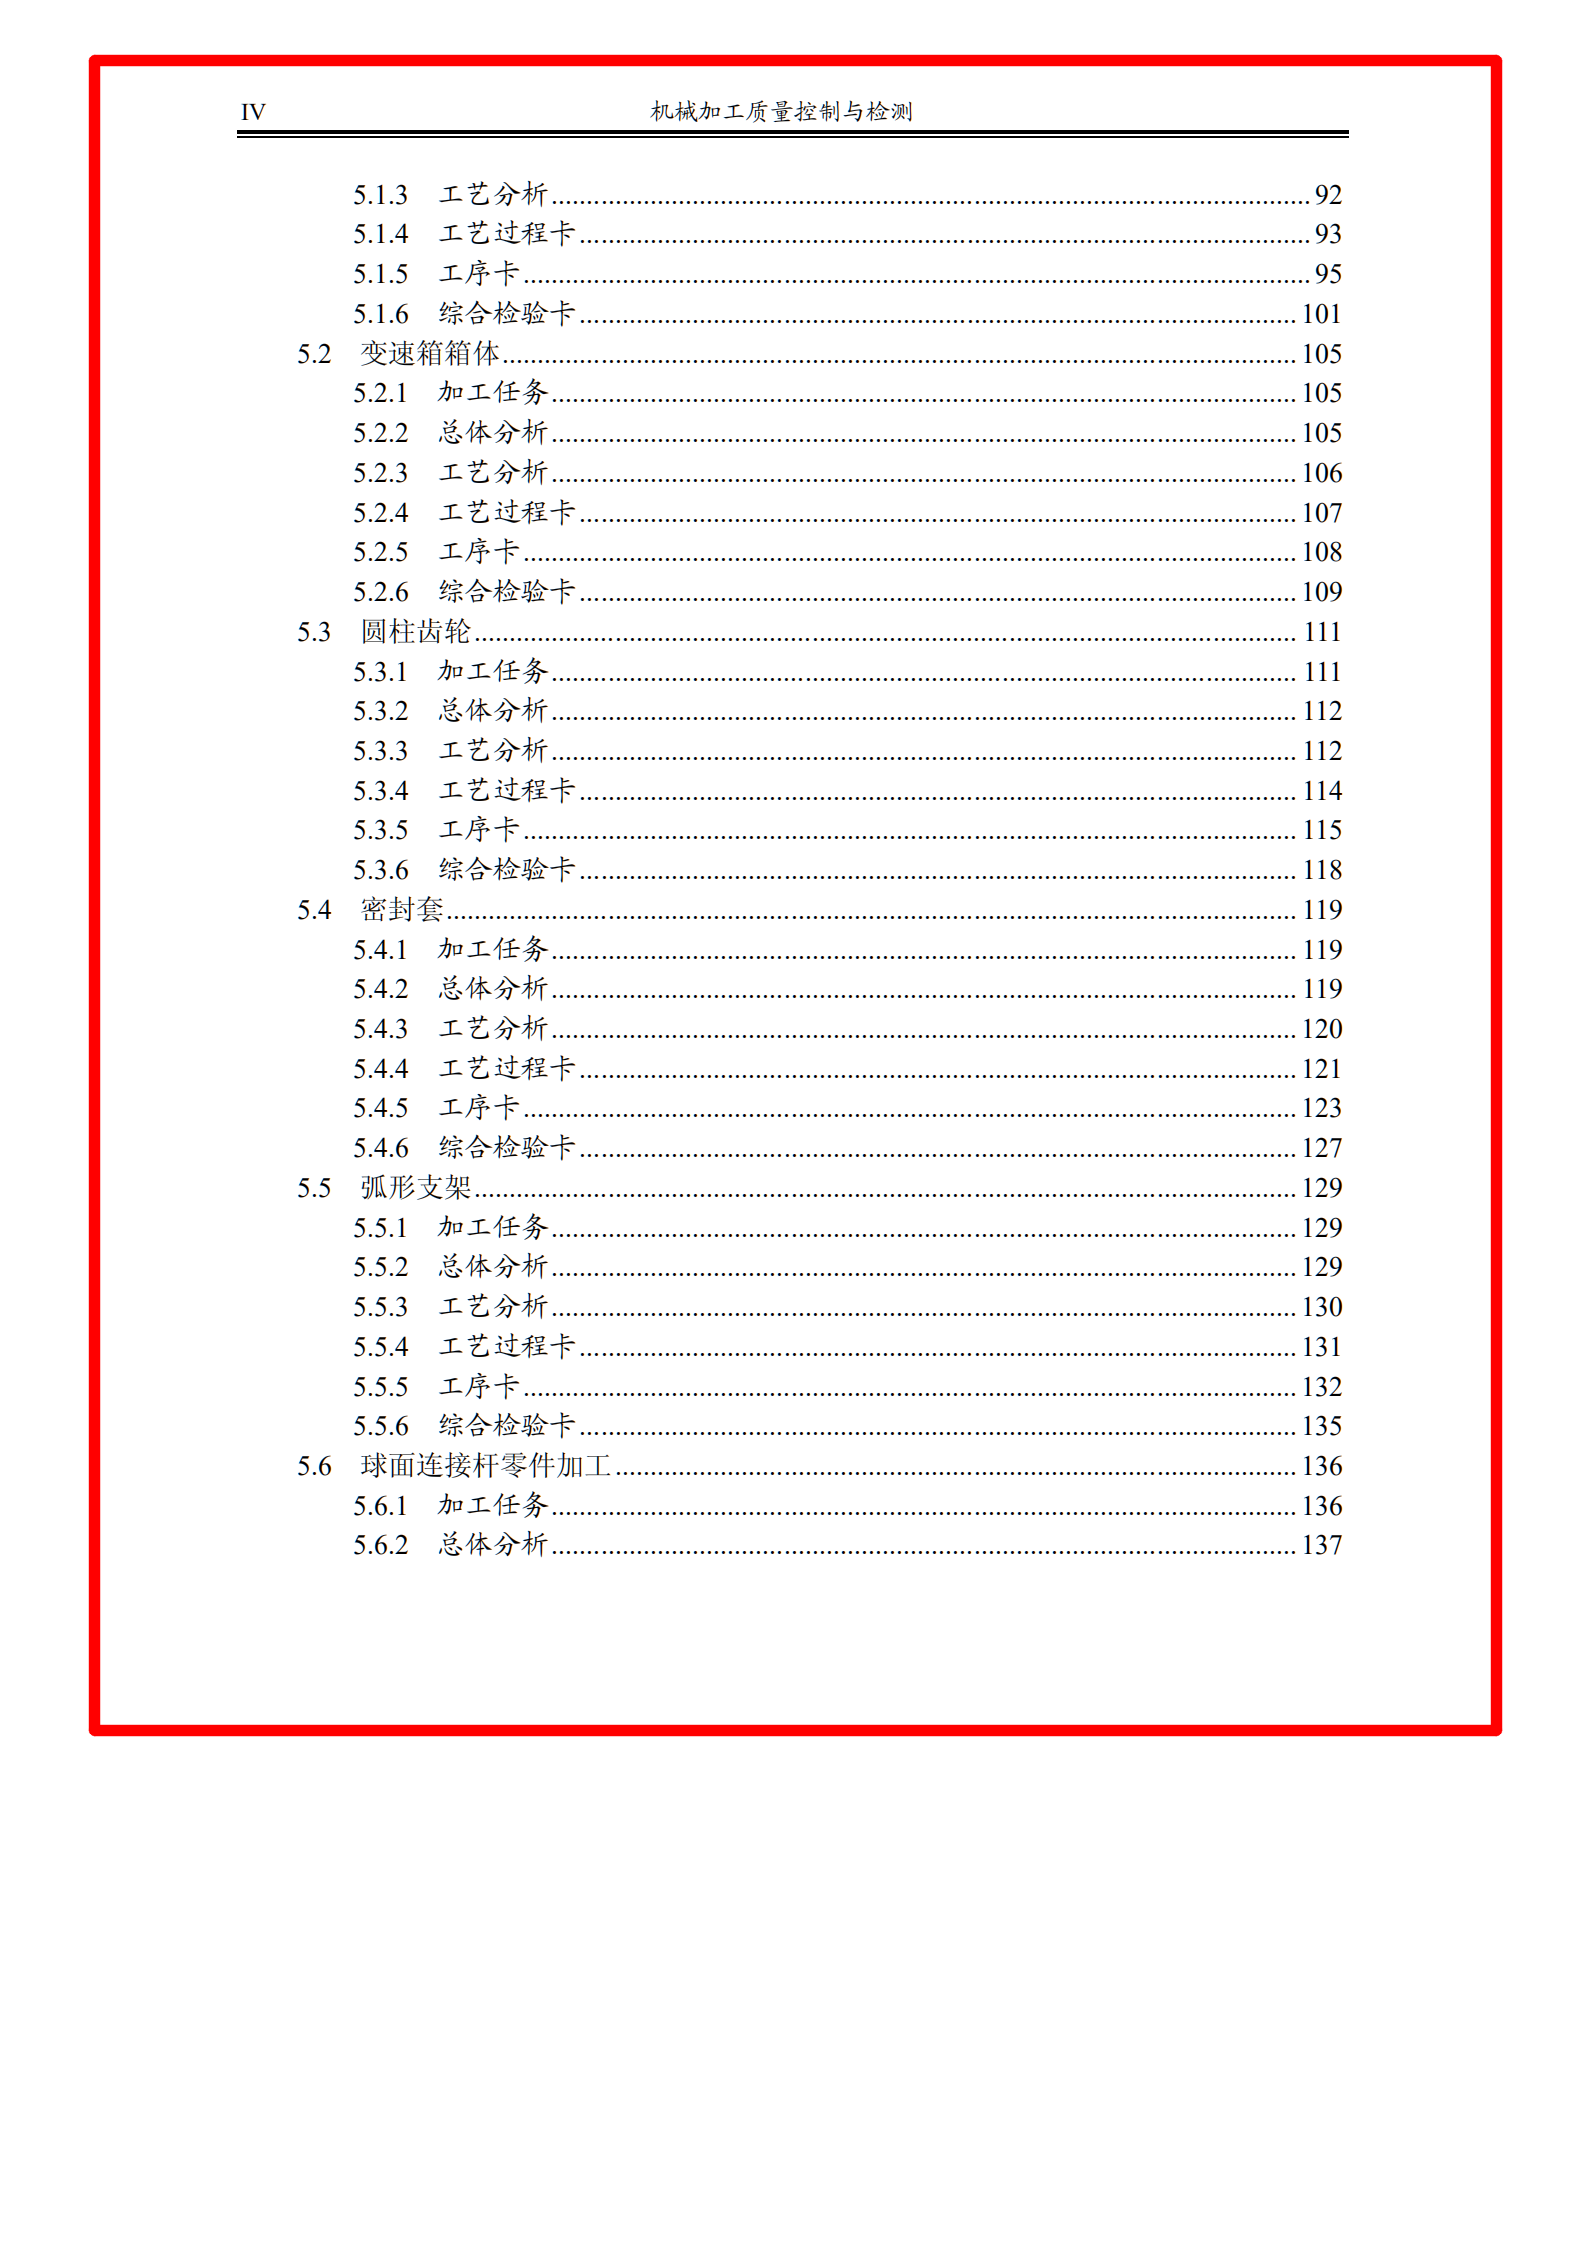 IV 机械加工质量控制与检测
5.1.3 工艺分析 92
5.1.4 工艺过程卡 93
5.1.5 工序卡 95
5.1.6 综合检验卡 101
5.2 变速箱箱体 105
5.2.1 加工任务 105
5.2.2 总体分析 105
5.2.3 工艺分析 106
5.2.4 工艺过程卡 107
5.2.5 工序卡 108
5.2.6 综合检验卡 109
5.3 圆柱齿轮 111
5.3.1 加工任务 111
5.3.2 总体分析 112
5.3.3 工艺分析 112
5.3.4 工艺过程卡 114
5.3.5 工序卡 115
5.3.6 综合检验卡 118
5.4 密封套 119
5.4.1 加工任务 119
5.4.2 总体分析 119
5.4.3 工艺分析 120
5.4.4 工艺过程卡 121
5.4.5 工序卡 123
5.4.6 综合检验卡 127
5.5 弧形支架 129
5.5.1 加工任务 129
5.5.2 总体分析 129
5.5.3 工艺分析 130
5.5.4 工艺过程卡 131
5.5.5 工序卡 132
5.5.6 综合检验卡 135
5.6 球面连接杆零件加工 136
5.6.1 加工任务 136
5.6.2 总体分析 137